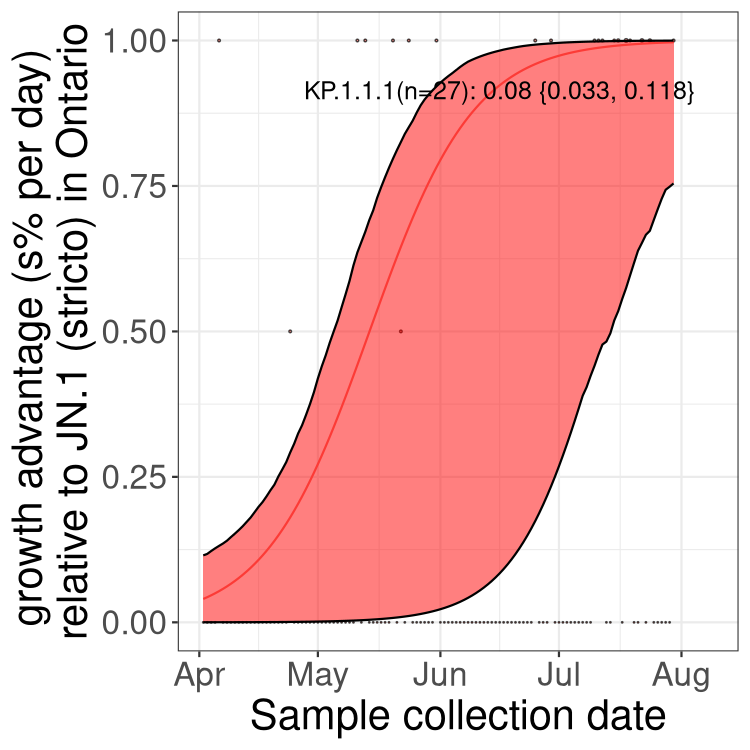 growth advantage (s% per day)
relative to JN.1 (stricto) in Ontario
1.00
0.75
0.50
0.25
0.00
KP.1.1.1(n=27): 0.08 {0.033, 0.118}
Apr May Jun Jul Aug
Sample collection date